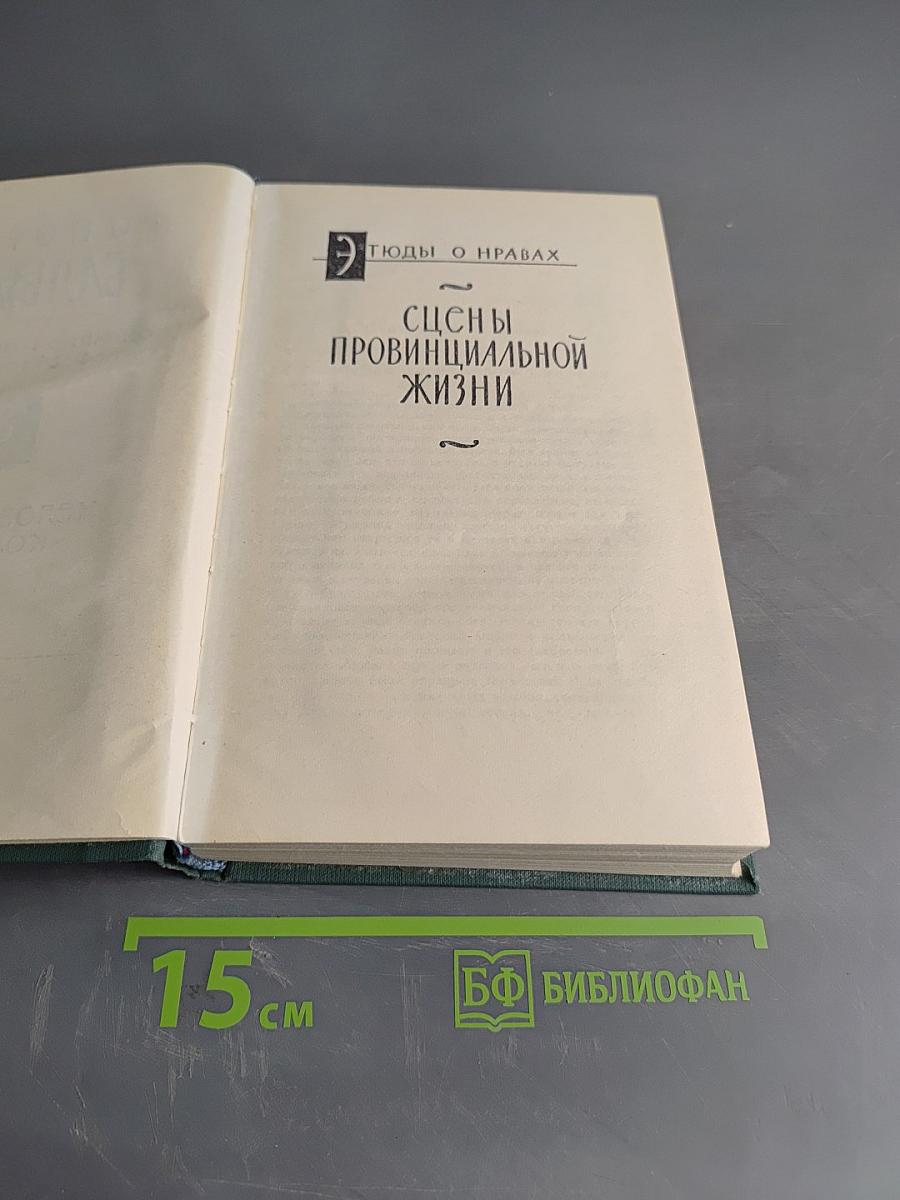 ЭТЮДЫ О НРАВАХ
СЦЕНЫ
ПРОВИНЦИАЛЬНОЙ
ЖИЗНИ
15 см
БФ БИБЛИОФАН